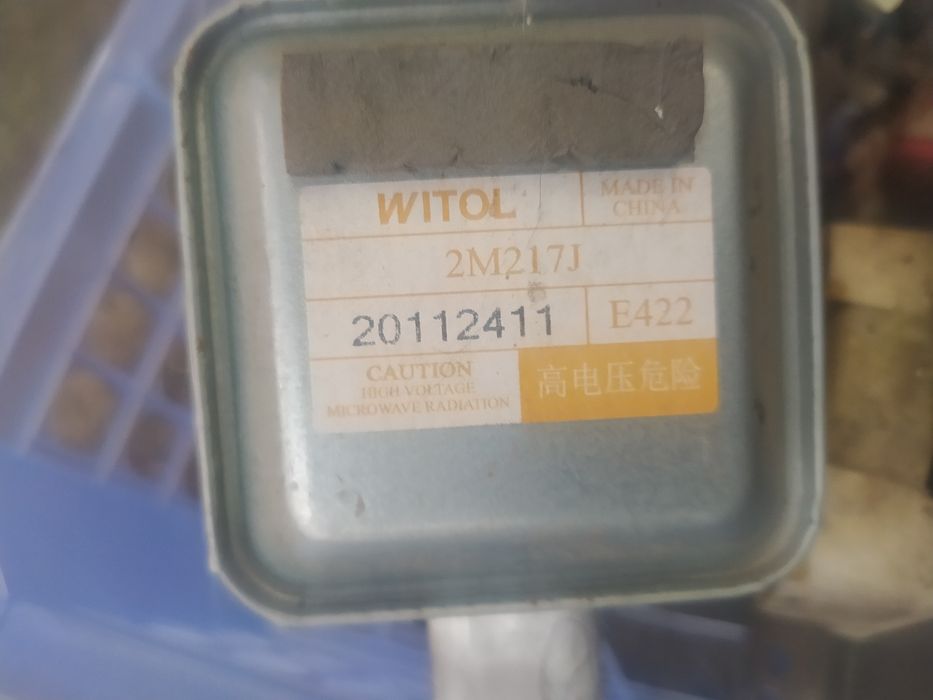 WITOL
MADE IN
CHINA
2M217J
20112411
E422
CAUTION
HIGH VOLTAGE
MICROWAVE RADIATION
高电压危险